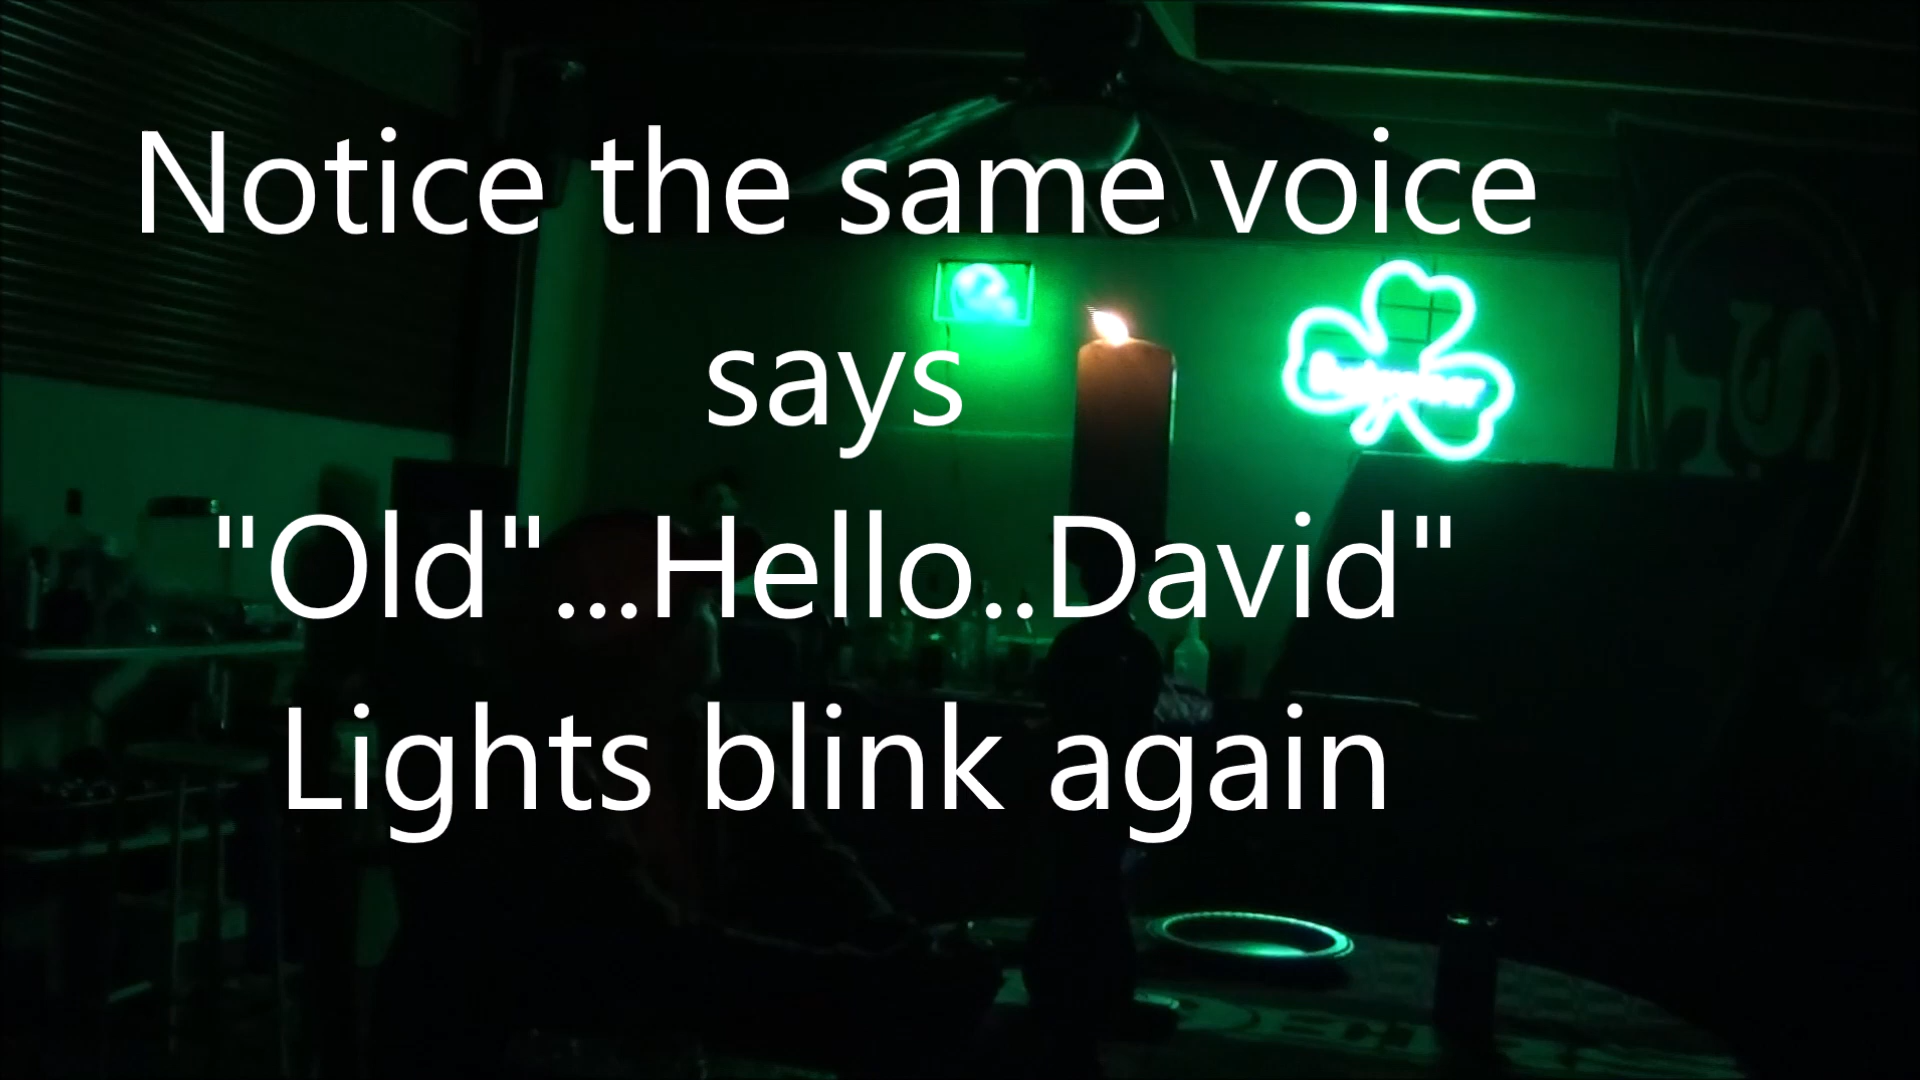 Notice the same voice
says
"Old"...Hello..David"
Lights blink again